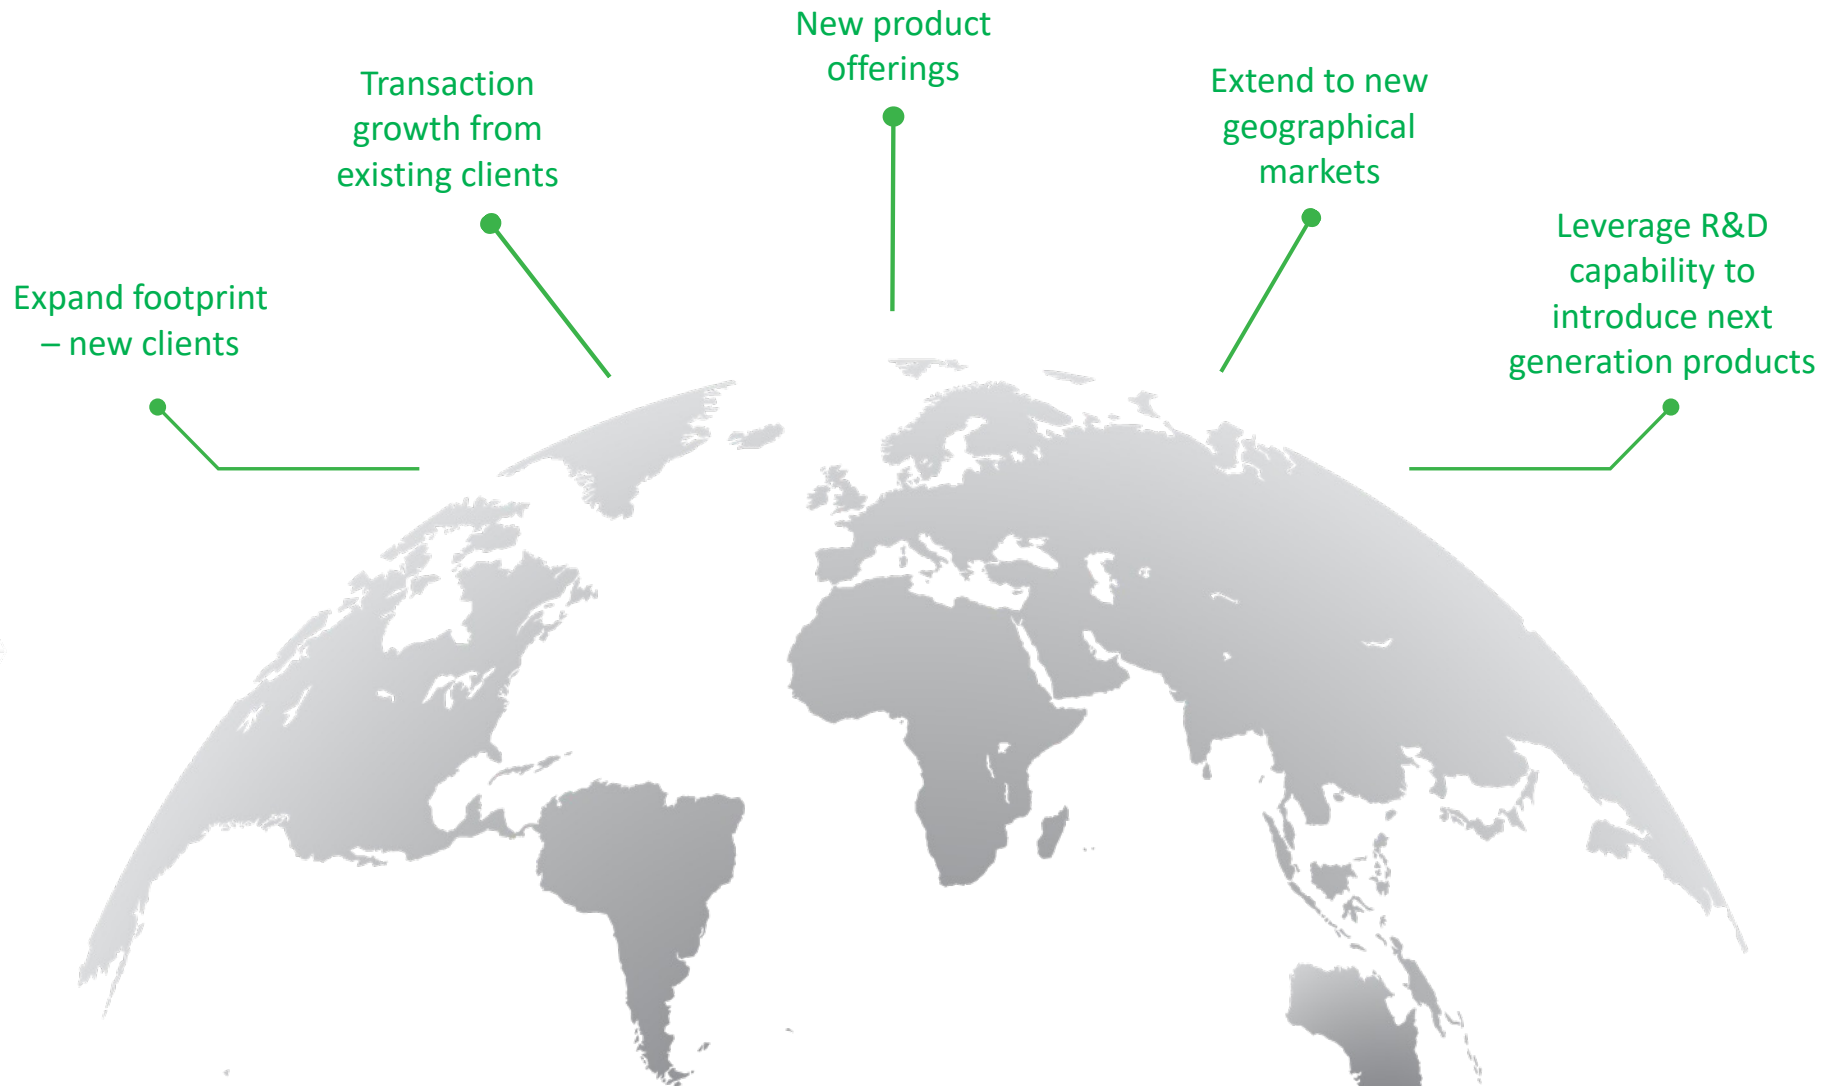 Expand footprint
– new clients
Transaction
growth from
existing clients
New product
offerings
Extend to new
geographical
markets
Leverage R&D
capability to
introduce next
generation products